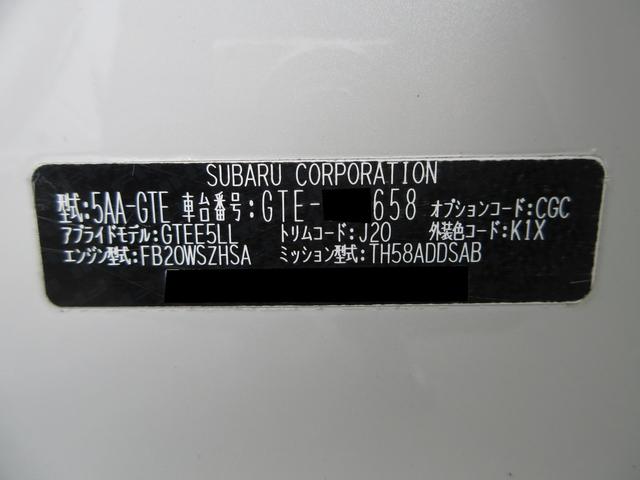 SUBARU CORPORATION
型式:5AA-GTE 車台番号:GTE- 658 オプションコード:CGC
アプライドモデル:GTEE5LL トリムコード:J20 外装色コード:K1X
エンジン型式:FB20WSZHSA ミッション型式:TH58ADDSAB